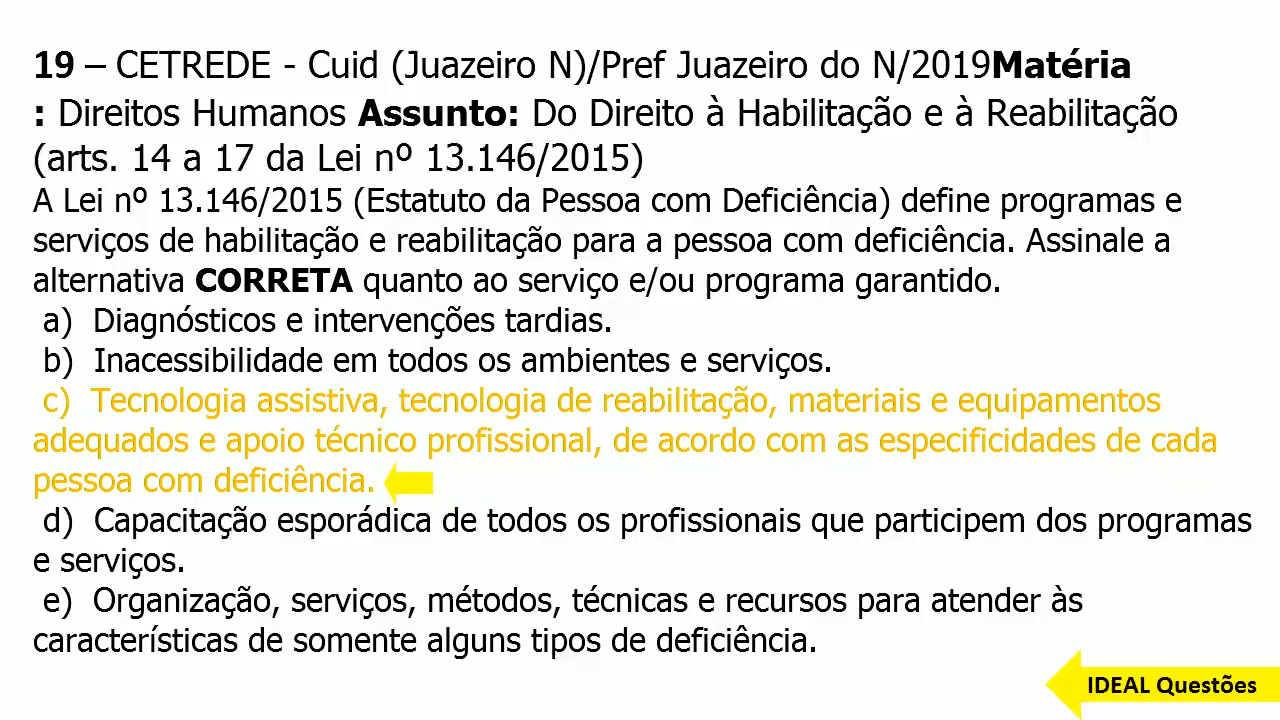 19 – CETREDE - Cuid (Juazeiro N)/Pref Juazeiro do N/2019Matéria
: Direitos Humanos Assunto: Do Direito à Habilitação e à Reabilitação
(arts. 14 a 17 da Lei nº 13.146/2015)
A Lei nº 13.146/2015 (Estatuto da Pessoa com Deficiência) define programas e
serviços de habilitação e reabilitação para a pessoa com deficiência. Assinale a
alternativa CORRETA quanto ao serviço e/ou programa garantido.
a) Diagnósticos e intervenções tardias.
b) Inacessibilidade em todos os ambientes e serviços.
c) Tecnologia assistiva, tecnologia de reabilitação, materiais e equipamentos
adequados e apoio técnico profissional, de acordo com as especificidades de cada
pessoa com deficiência.
d) Capacitação esporádica de todos os profissionais que participem dos programas
e serviços.
e) Organização, serviços, métodos, técnicas e recursos para atender às
características de somente alguns tipos de deficiência.
IDEAL Questões